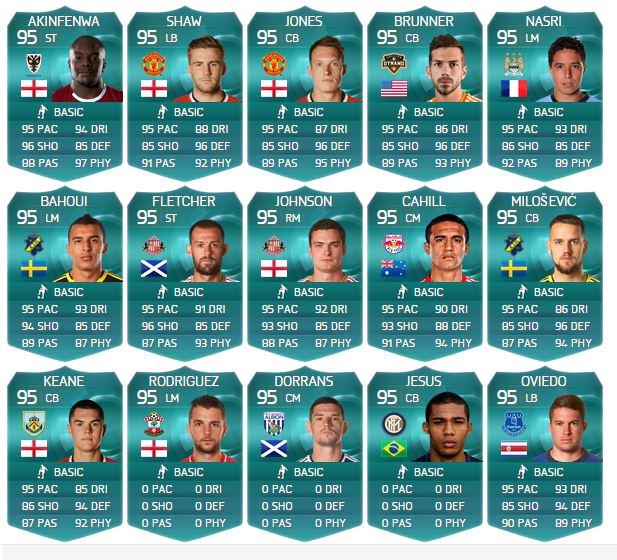 AKINFENWA SHAW JONES BRUNNER NASRI
95 ST 95 LB 95 CB 95 CB 95 LM
BASIC BASIC BASIC BASIC BASIC
95 PAC 94 DRI 95 PAC 88 DRI 95 PAC 87 DRI 95 PAC 86 DRI 95 PAC 93 DRI
96 SHO 85 DEF 85 SHO 96 DEF 85 SHO 96 DEF 85 SHO 96 DEF 86 SHO 85 DEF
88 PAS 97 PHY 91 PAS 92 PHY 89 PAS 95 PHY 89 PAS 93 PHY 92 PAS 89 PHY
BAHOUI FLETCHER JOHNSON CAHILL MILOŠEVIĆ
95 LM 95 ST 95 RM 95 CM 95 CB
BASIC BASIC BASIC BASIC BASIC
95 PAC 93 DRI 95 PAC 91 DRI 95 PAC 92 DRI 95 PAC 90 DRI 95 PAC 86 DRI
94 SHO 85 DEF 96 SHO 85 DEF 93 SHO 85 DEF 93 SHO 88 DEF 85 SHO 96 DEF
89 PAS 87 PHY 87 PAS 93 PHY 88 PAS 87 PHY 91 PAS 94 PHY 87 PAS 94 PHY
KEANE RODRIGUEZ DORRANS JESUS OVIEDO
95 CB 95 LM 95 CM 95 CB 95 LB
BASIC BASIC BASIC BASIC BASIC
95 PAC 85 DRI 0 PAC 0 DRI 0 PAC 0 DRI 0 PAC 0 DRI 95 PAC 93 DRI
86 SHO 94 DEF 0 SHO 0 DEF 0 SHO 0 DEF 0 SHO 0 DEF 85 SHO 94 DEF
87 PAS 92 PHY 0 PAS 0 PHY 0 PAS 0 PHY 0 PAS 0 PHY 90 PAS 89 PHY